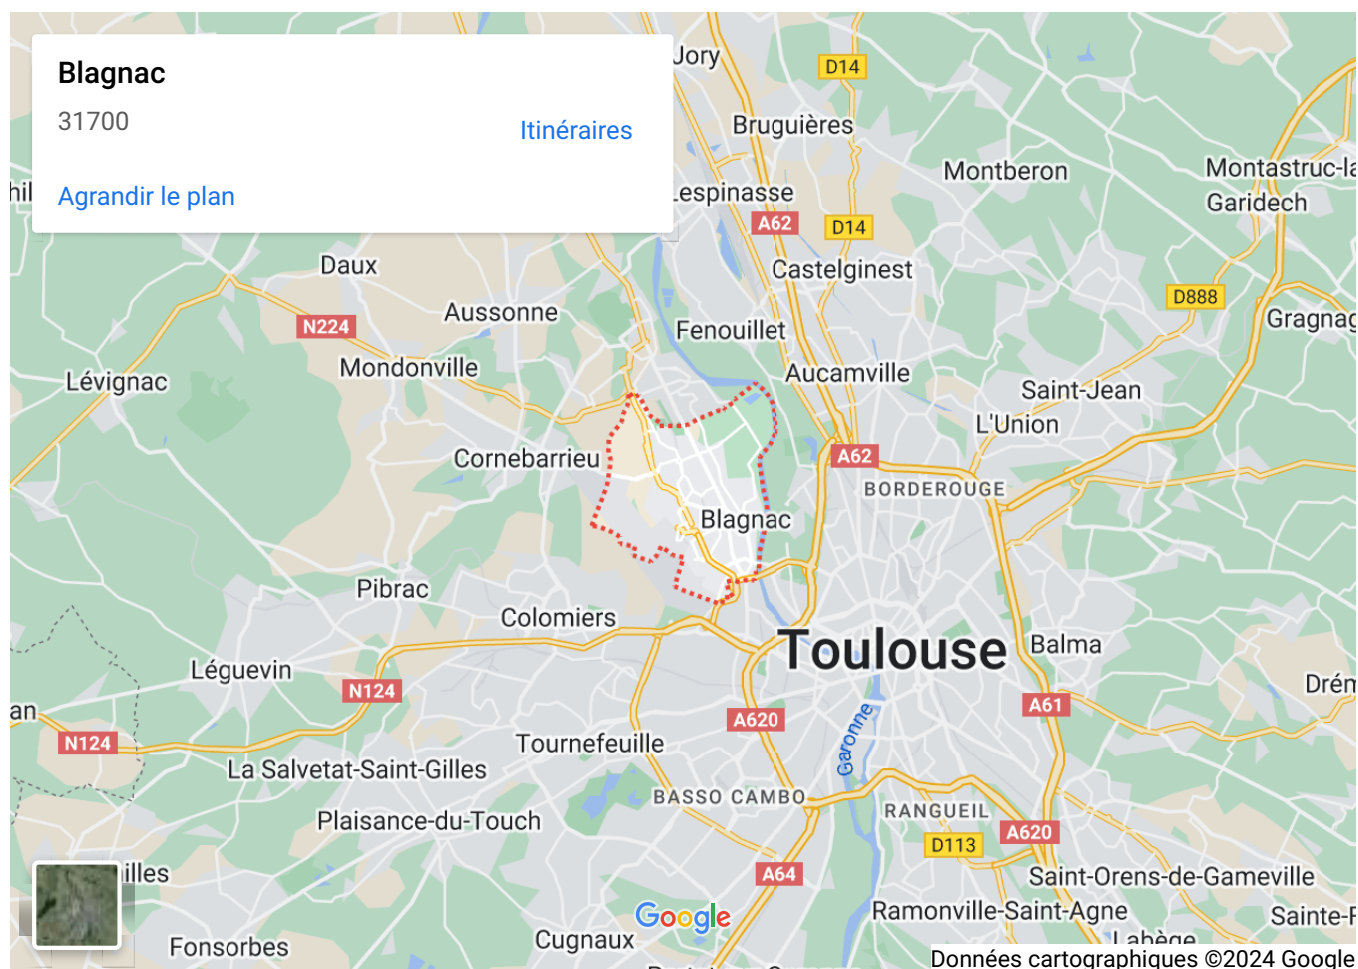 Blagnac
31700
Itinéraires
Agrandir le plan
Jory
Bruguières
D14
Montberon
Montastruc-la
Lespinasse
Garidech
A62
D14
Daux
Castelginest
D888
Aussonne
N224
Fenouillet
Gragnag
Mondonville
Aucamville
Lévignac
Saint-Jean
L'Union
Cornebarrieu
A62
BORDEROUGE
Blagnac
Pibrac
Colomiers
Toulouse
Balma
Léguevin
N124
Drém
an
A61
A620
N124
Garonne
Tournefeuille
La Salvetat-Saint-Gilles
BASSO CAMBO
RANGUEIL
Plaisance-du-Touch
A620
D113
illes
A64
Saint-Orens-de-Gameville
Google
Ramonville-Saint-Agne
Sainte-F
Fonsorbes
Cugnaux
Labège
Données cartographiques ©2024 Google